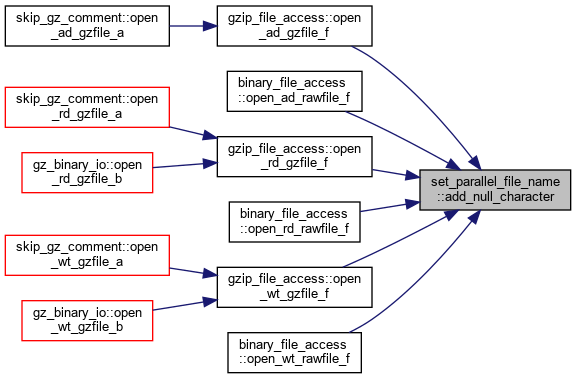 skip_gz_comment::open
_ad_gzfile_a
gzip_file_access::open
_ad_gzfile_f
binary_file_access
::open_ad_rawfile_f
skip_gz_comment::open
_rd_gzfile_a
gzip_file_access::open
_rd_gzfile_f
gz_binary_io::open
_rd_gzfile_b
set_parallel_file_name
::add_null_character
binary_file_access
::open_rd_rawfile_f
skip_gz_comment::open
_wt_gzfile_a
gzip_file_access::open
_wt_gzfile_f
gz_binary_io::open
_wt_gzfile_b
binary_file_access
::open_wt_rawfile_f